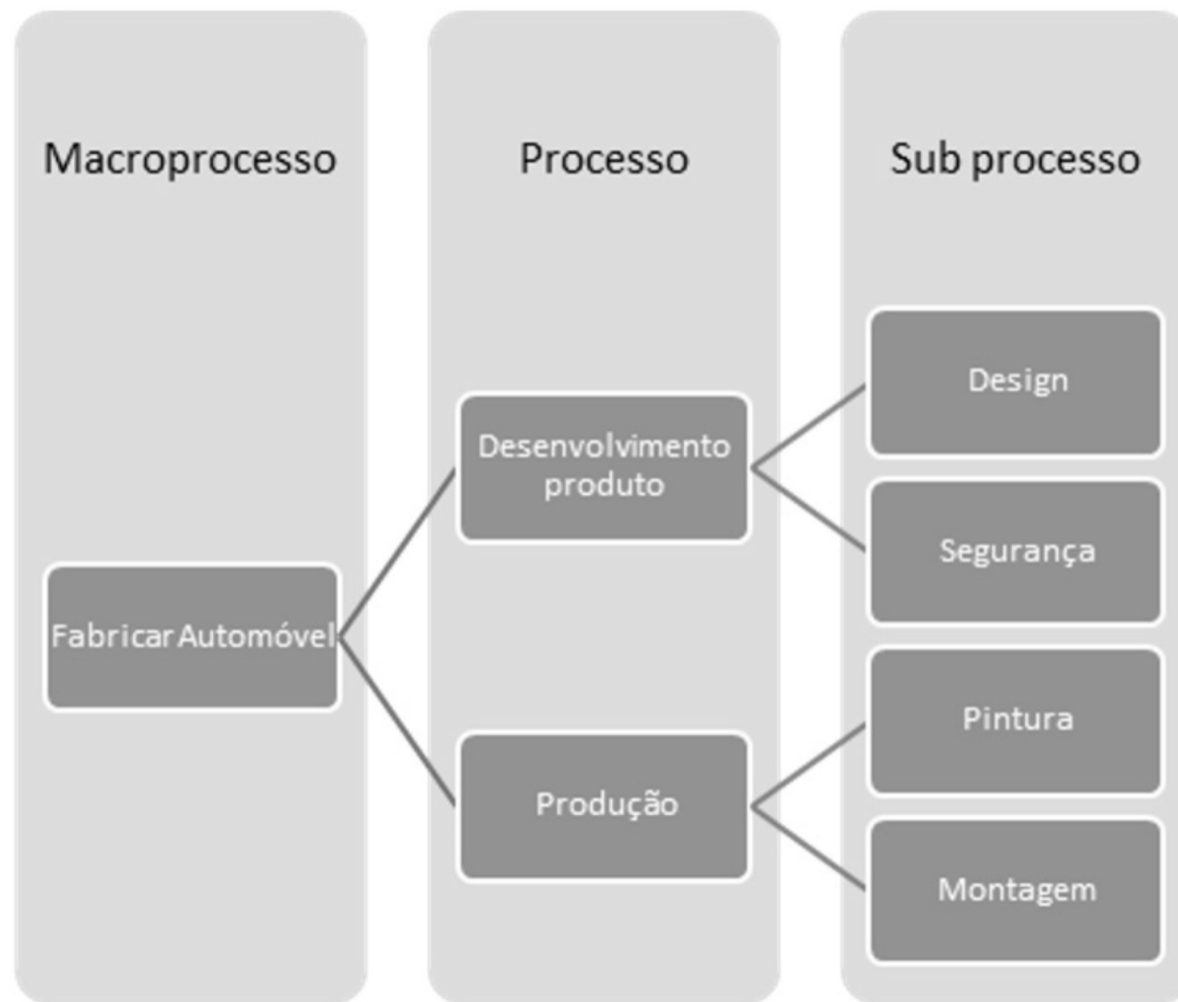 Macroprocesso
Processo
Sub processo
Fabricar Automóvel
Desenvolvimento
produto
Produção
Design
Segurança
Pintura
Montagem